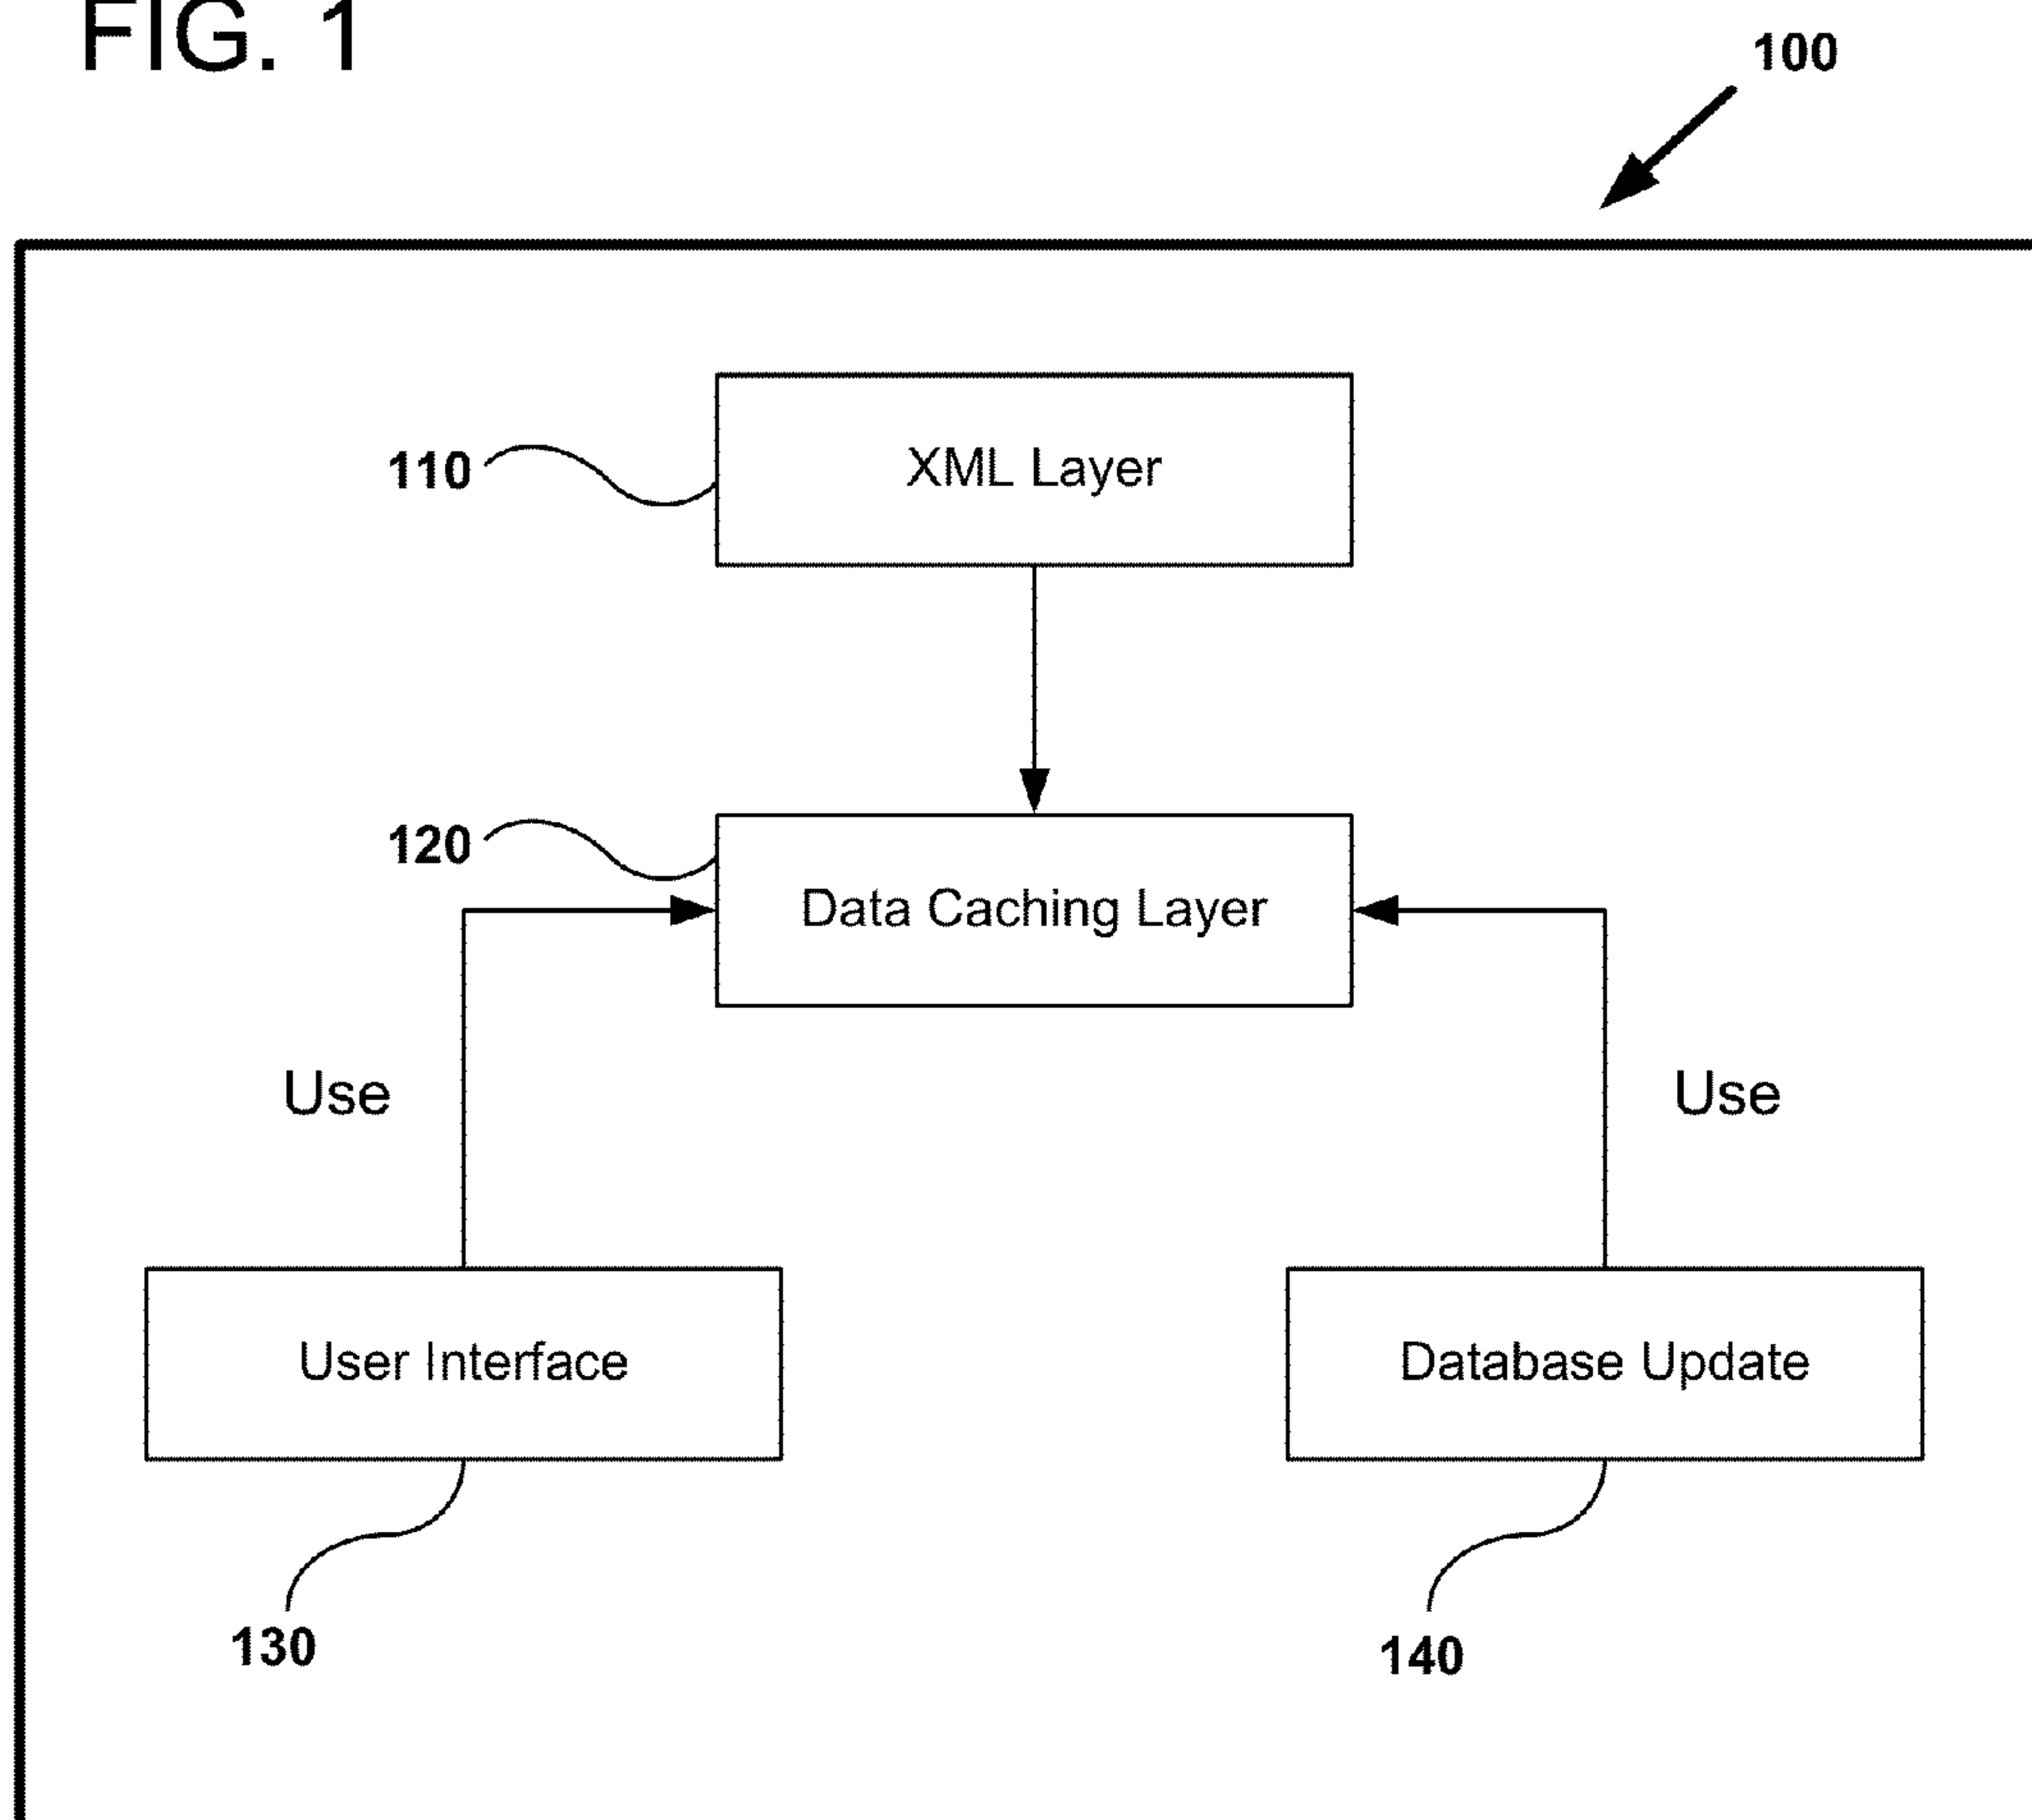 FIG. 1
100
110
XML Layer
120
Data Caching Layer
Use
Use
User Interface
Database Update
130
140